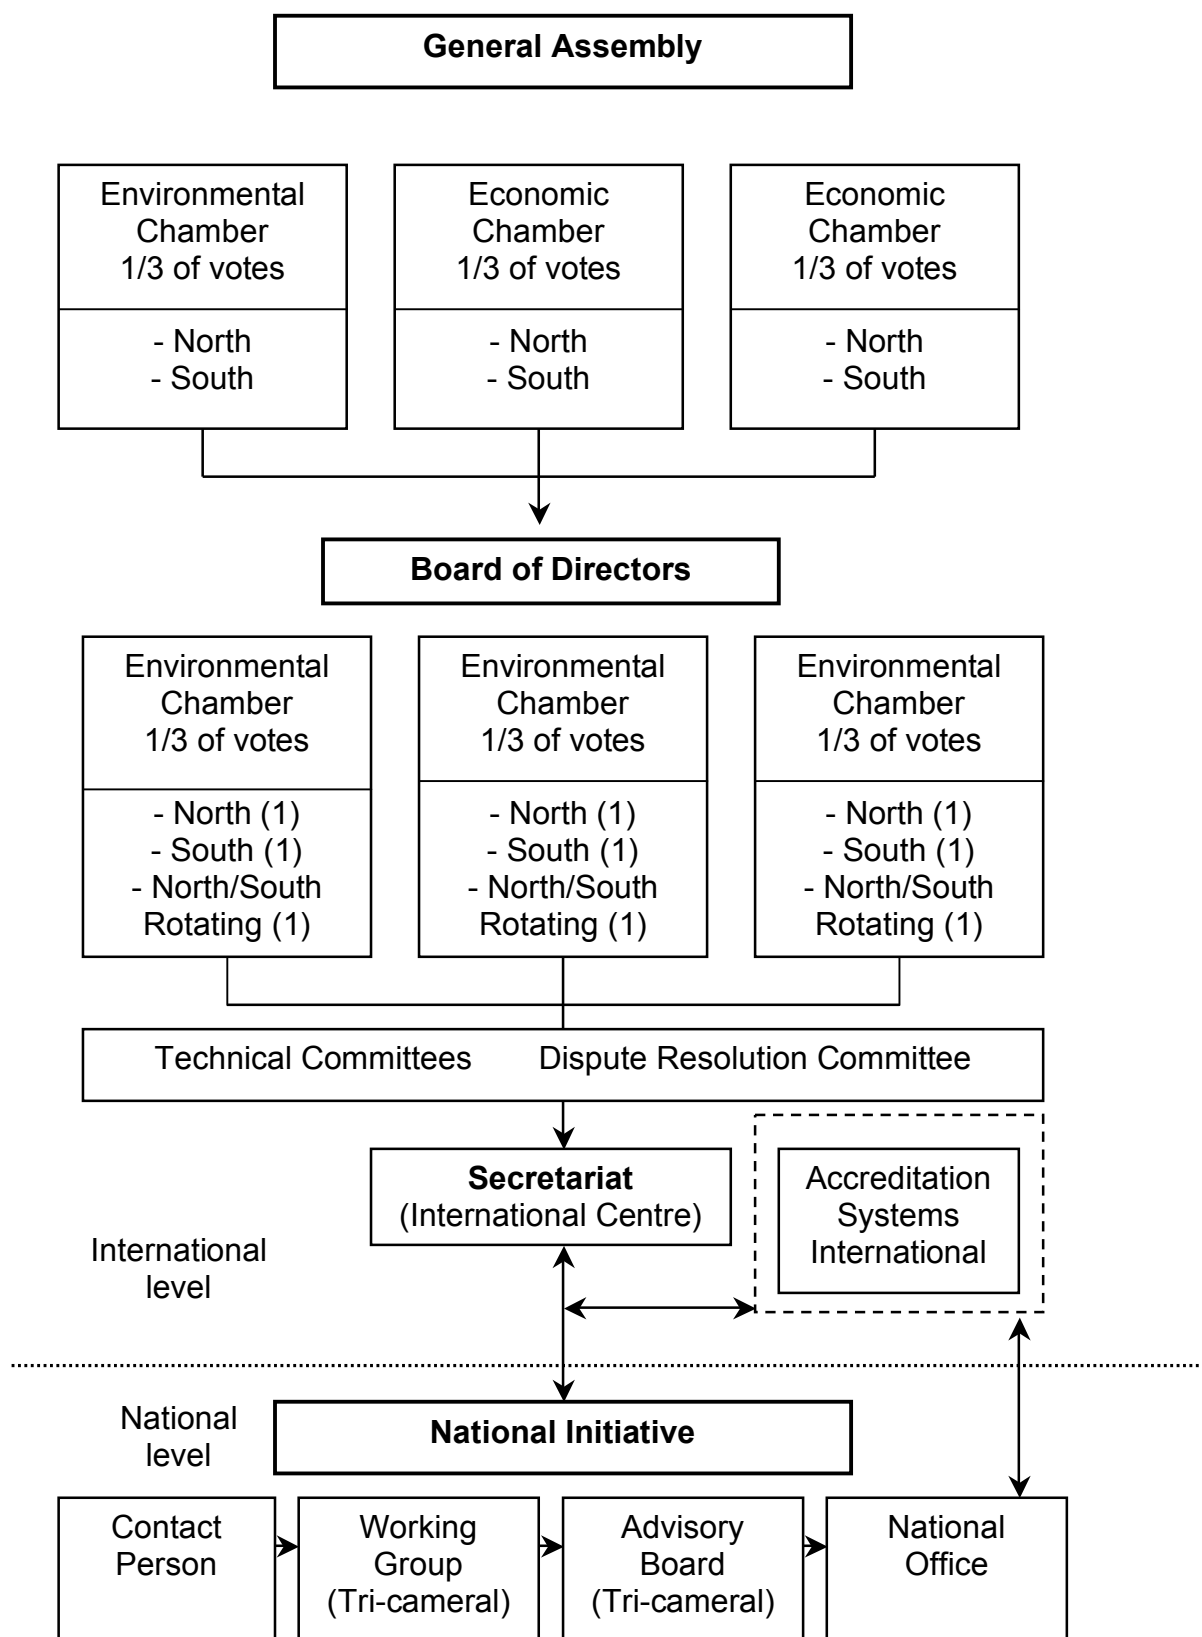 General Assembly
Environmental
Chamber
1/3 of votes
- North
- South
Economic
Chamber
1/3 of votes
- North
- South
Economic
Chamber
1/3 of votes
- North
- South
Board of Directors
Environmental
Chamber
1/3 of votes
- North (1)
- South (1)
- North/South
Rotating (1)
Environmental
Chamber
1/3 of votes
- North (1)
- South (1)
- North/South
Rotating (1)
Environmental
Chamber
1/3 of votes
- North (1)
- South (1)
- North/South
Rotating (1)
Technical Committees Dispute Resolution Committee
Secretariat
(International Centre)
Accreditation
Systems
International
International
level
National
level
National Initiative
Contact
Person
Working
Group
(Tri-cameral)
Advisory
Board
(Tri-cameral)
National
Office